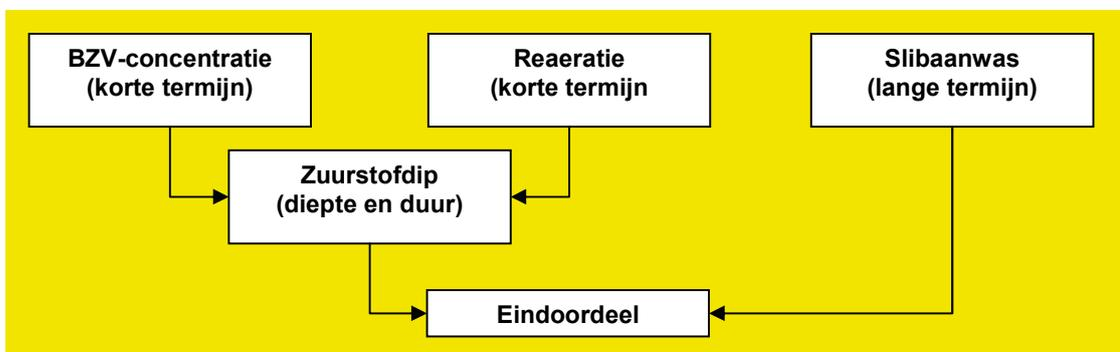 BZV-concentratie
(korte termijn)
Reaeratie
(korte termijn
Slibaanwas
(lange termijn)
Zuurstofdip
(diepte en duur)
Eindoordeel